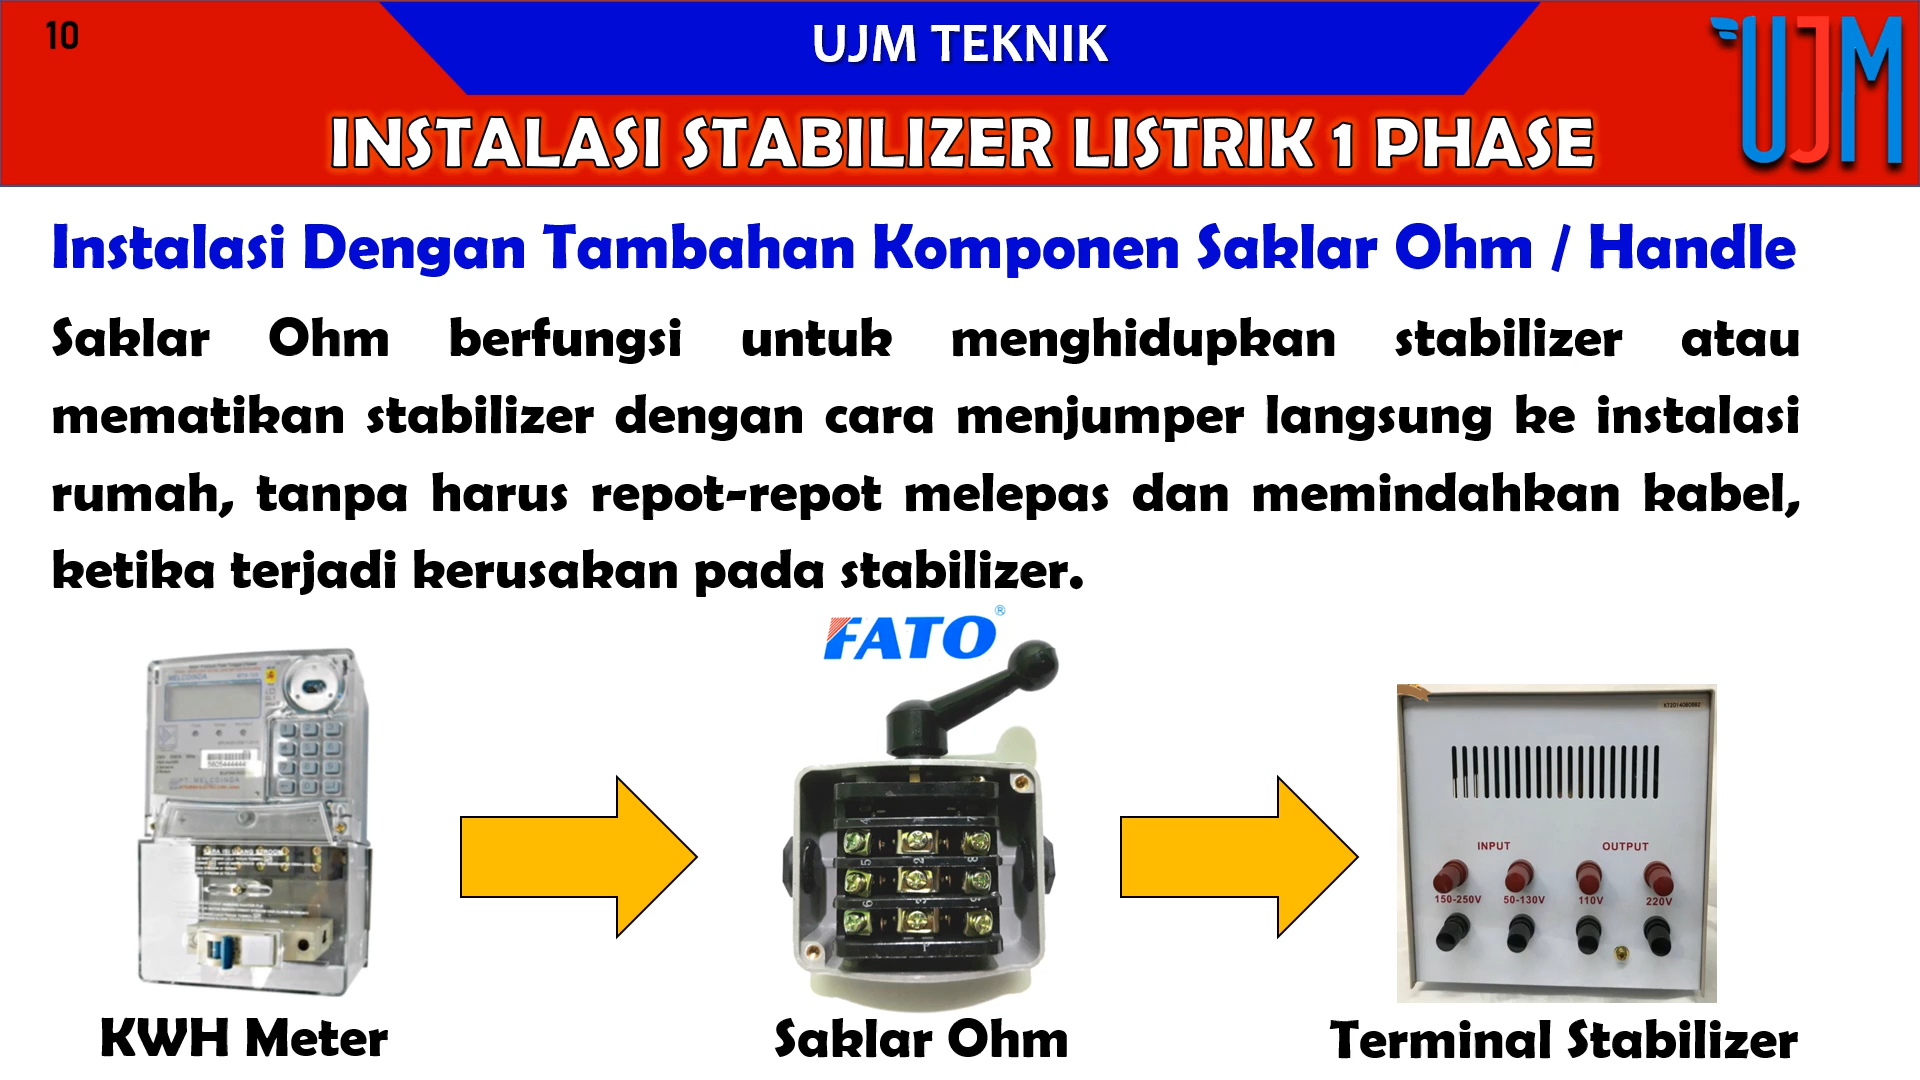 10
UJM TEKNIK
UJM
INSTALASI STABILIZER LISTRIK 1 PHASE
Instalasi Dengan Tambahan Komponen Saklar Ohm / Handle
Saklar Ohm berfungsi untuk menghidupkan stabilizer atau
mematikan stabilizer dengan cara menjumper langsung ke instalasi
rumah, tanpa harus repot-repot melepas dan memindahkan kabel,
ketika terjadi kerusakan pada stabilizer.
FATO®
MELCOINDA
INPUT OUTPUT
150-250V 50-130V 110V 220V
KWH Meter
Saklar Ohm
Terminal Stabilizer